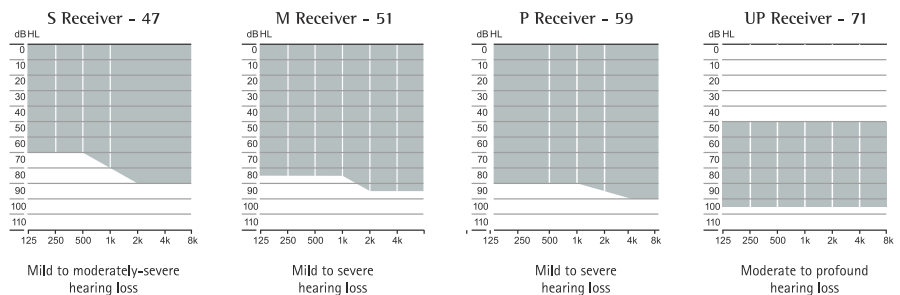 S Receiver - 47
dB HL
0
10
20
30
40
50
60
70
80
90
100
110
125 250 500 1k 2k 4k 8k
Mild to moderately-severe
hearing loss
M Receiver - 51
dB HL
0
10
20
30
40
50
60
70
80
90
100
110
125 250 500 1k 2k 4k
Mild to severe
hearing loss
P Receiver - 59
dB HL
0
10
20
30
40
50
60
70
80
90
100
110
125 500 1k 2k 4k 8k
Mild to severe
hearing loss
UP Receiver - 71
dB HL
0
10
20
30
40
50
60
70
80
90
100
110
125 250 500 1k 2k 4k 8k
Moderate to profound
hearing loss